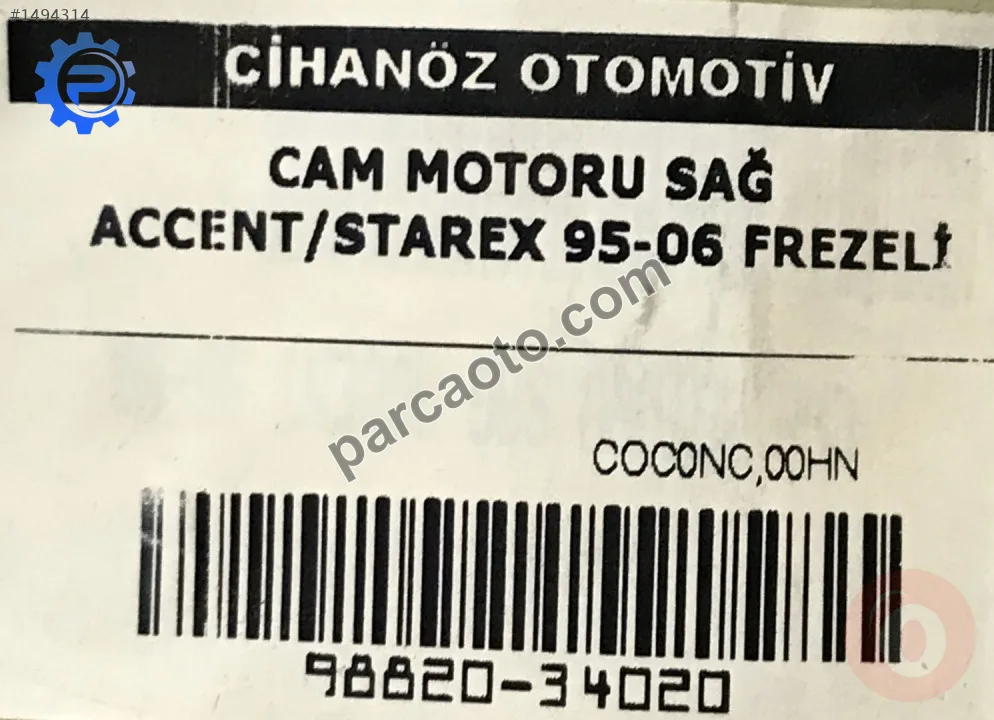 #1494314
CİHANÖZ OTOMOTİV
CAM MOTORU SAĞ
ACCENT/STAREX 95-06 FREZELİ
parcaoto.com
COC0NC,00HN
98820-34020